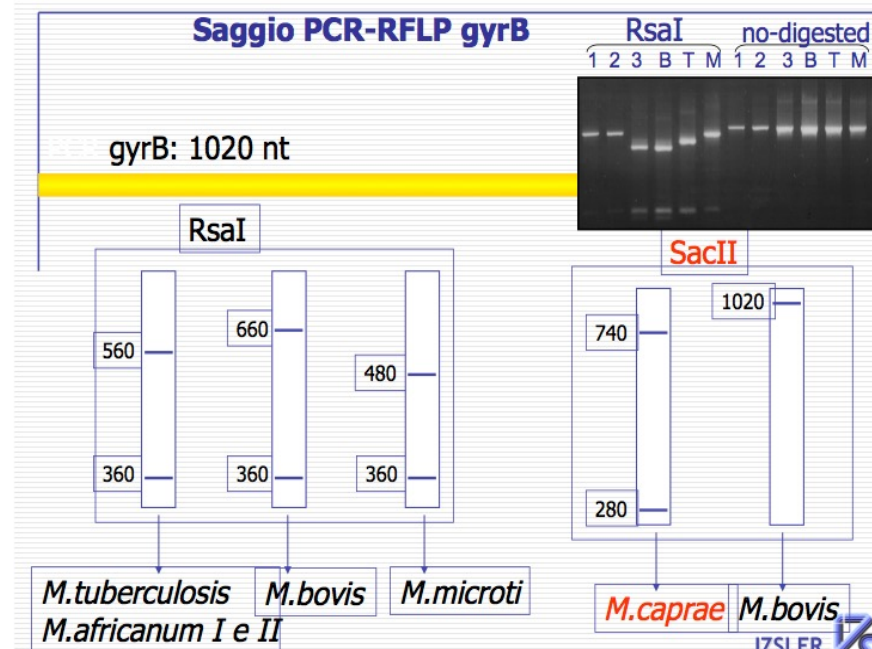 Saggio PCR-RFLP gyrB
RsaI
no-digested
1 2 3 B T M 1 2 3 B T M
PCR gyrB: 1020 nt
RsaI
SacII
560
360
660
360
480
360
740
280
1020
M.tuberculosis
M.africanum I e II
M.bovis
M.microti
M.caprae
M.bovis
IZSLER